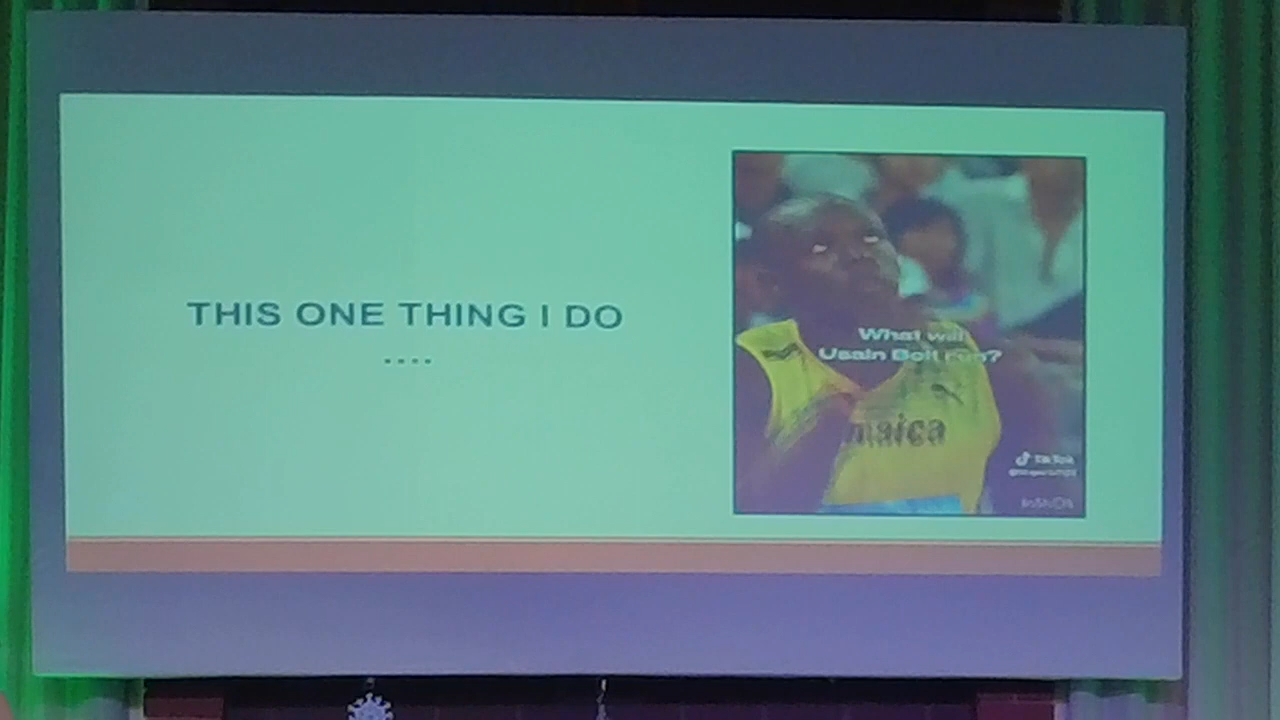 THIS ONE THING I DO
....
What will
Usain Bolt run?
maica
TikTok